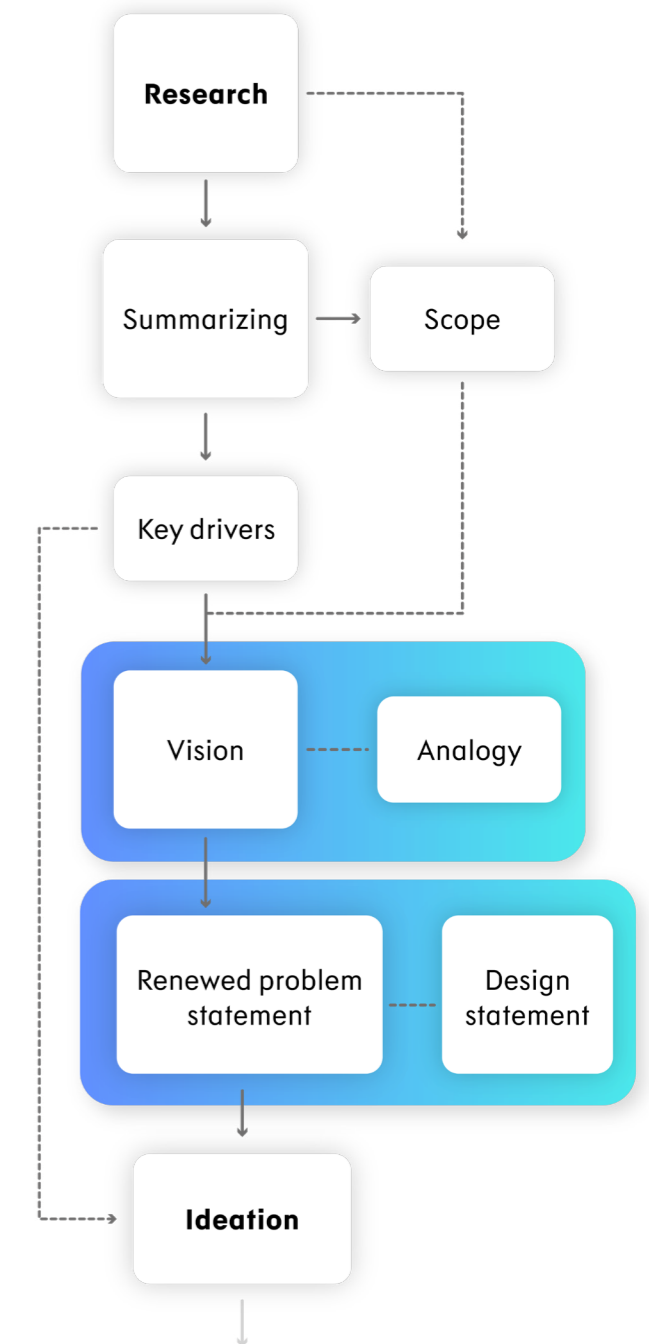 Research
Summarizing
Scope
Key drivers
Vision
Analogy
Renewed problem
statement
Design
statement
Ideation